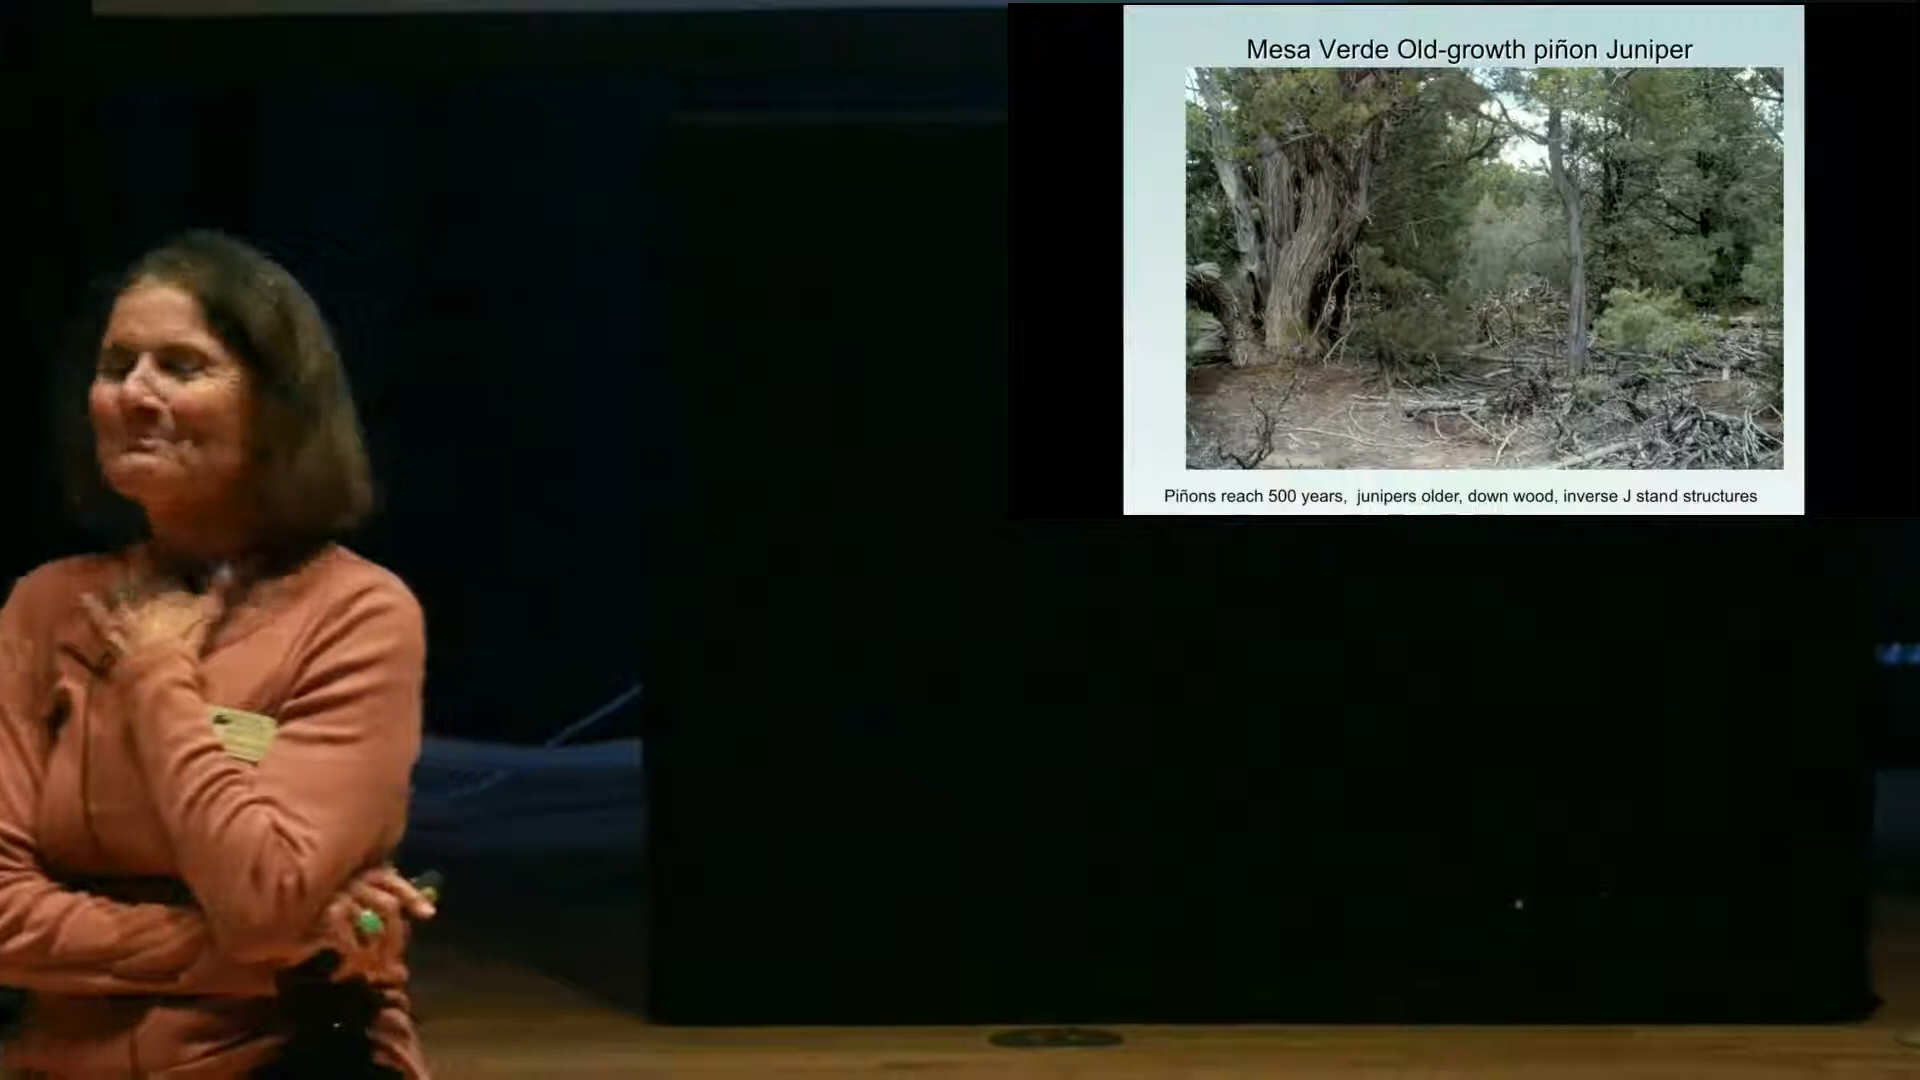 Mesa Verde Old-growth piñon Juniper
Piñons reach 500 years, junipers older, down wood, inverse J stand structures